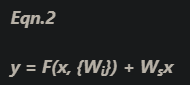 Eqn.2
y = F(x, {Wᵢ}) + Wₛx